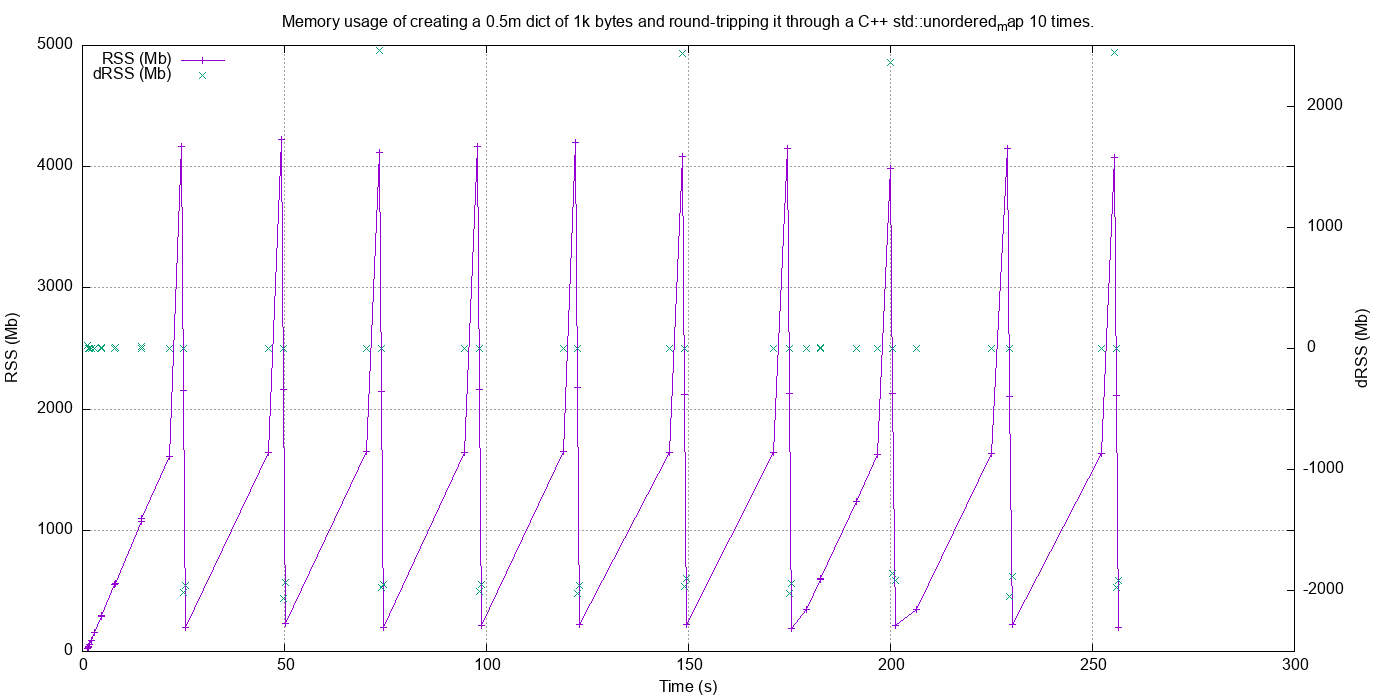 Memory usage of creating a 0.5m dict of 1k bytes and round-tripping it through a C++ std::unordered_map 10 times.
RSS (Mb)
dRSS (Mb)
5000
4000
3000
2000
1000
0
2000
1000
0
-1000
-2000
RSS (Mb)
dRSS (Mb)
0 50 100 150 200 250 300
Time (s)